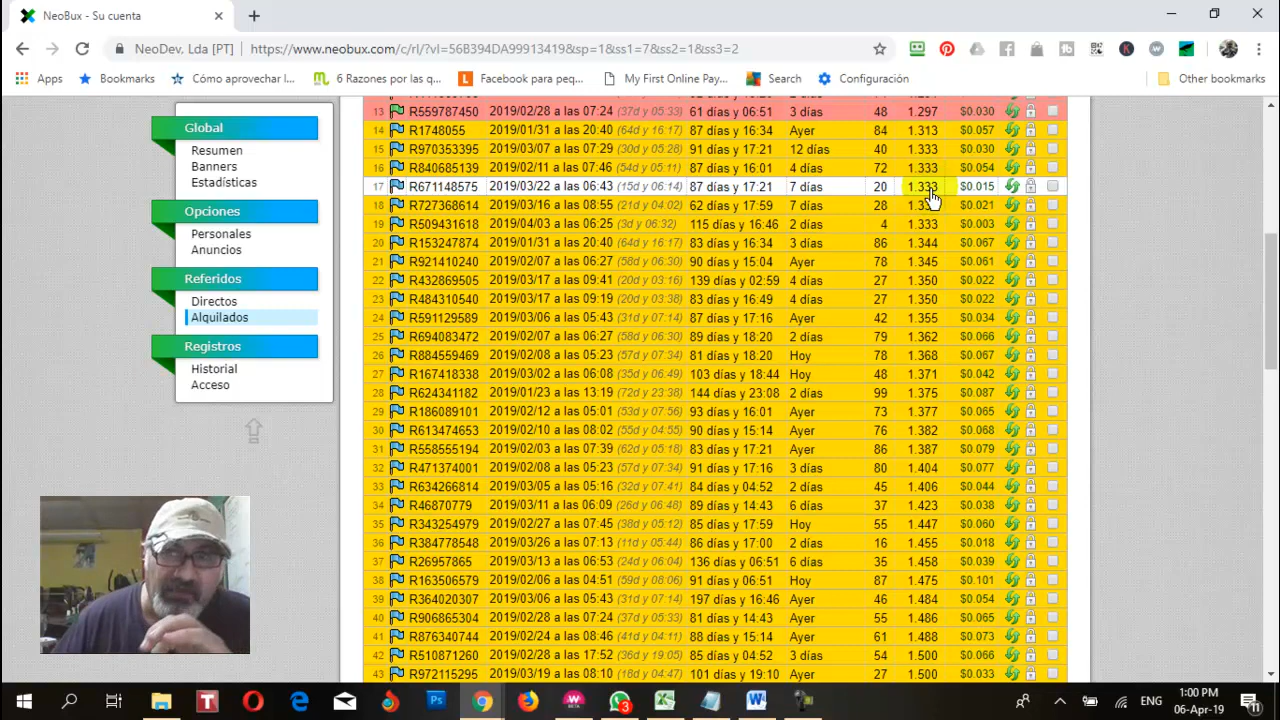 NeoBux - Su cuenta
NeoDev, Lda [PT] https://www.neobux.com/c/rl/?vl=56B394DA99913419&sp=1&ss1=7&ss2=1&ss3=2
Apps Bookmarks Cómo aprovechar l... 6 Razones por las q... Facebook para peq... My First Online Pay... Search Configuración Other bookmarks
Global
Resumen
Banners
Estadísticas
Opciones
Personales
Anuncios
Referidos
Directos
Alquilados
Registros
Historial
Acceso
13 R559787450 2019/02/28 a las 07:24 (37d y 05:33) 61 días y 06:51 3 días 48 1.297 $0.030
14 R1748055 2019/01/31 a las 20:40 (64d y 16:17) 87 días y 16:34 Ayer 84 1.313 $0.057
15 R970353395 2019/03/07 a las 07:29 (30d y 05:28) 91 días y 17:21 12 días 40 1.333 $0.030
16 R840685139 2019/02/11 a las 07:46 (54d y 05:11) 87 días y 16:01 4 días 72 1.333 $0.054
17 R671148575 2019/03/22 a las 06:43 (15d y 06:14) 87 días y 17:21 7 días 20 1.333 $0.015
18 R727368614 2019/03/16 a las 08:55 (21d y 04:02) 62 días y 17:59 7 días 28 $0.021
19 R509431618 2019/04/03 a las 06:25 (3d y 06:32) 115 días y 16:46 2 días 4 1.333 $0.003
20 R153247874 2019/01/31 a las 20:40 (64d y 16:17) 83 días y 16:34 3 días 86 1.344 $0.067
21 R921410240 2019/02/07 a las 06:27 (58d y 06:30) 90 días y 15:04 Ayer 78 1.345 $0.061
22 R432869505 2019/03/17 a las 09:41 (20d y 03:16) 139 días y 02:59 4 días 27 1.350 $0.022
23 R484310540 2019/03/17 a las 09:19 (20d y 03:38) 83 días y 16:49 4 días 27 1.350 $0.022
24 R591129589 2019/03/06 a las 05:43 (31d y 07:14) 87 días y 17:16 Ayer 42 1.355 $0.034
25 R694083472 2019/02/07 a las 06:27 (58d y 06:30) 89 días y 18:20 2 días 79 1.362 $0.066
26 R884559469 2019/02/08 a las 05:23 (57d y 07:34) 81 días y 18:20 Hoy 78 1.368 $0.067
27 R167418338 2019/03/02 a las 06:08 (35d y 06:49) 103 días y 18:44 Hoy 48 1.371 $0.042
28 R624341182 2019/01/23 a las 13:19 (72d y 23:38) 144 días y 23:08 2 días 99 1.375 $0.087
29 R186089101 2019/02/12 a las 05:01 (53d y 07:56) 93 días y 16:01 Ayer 73 1.377 $0.065
30 R613474653 2019/02/10 a las 08:02 (55d y 04:55) 90 días y 15:14 Ayer 76 1.382 $0.068
31 R558555194 2019/02/03 a las 07:39 (62d y 05:18) 83 días y 17:21 Ayer 86 1.387 $0.079
32 R471374001 2019/02/08 a las 05:23 (57d y 07:34) 91 días y 17:16 3 días 80 1.404 $0.077
33 R634266814 2019/03/05 a las 05:16 (32d y 07:41) 84 días y 04:52 2 días 45 1.406 $0.044
34 R46870779 2019/03/11 a las 06:09 (26d y 06:48) 89 días y 14:43 6 días 37 1.423 $0.038
35 R343254979 2019/02/27 a las 07:45 (38d y 05:12) 85 días y 17:59 Hoy 55 1.447 $0.060
36 R384778548 2019/03/26 a las 07:13 (11d y 05:44) 86 días y 17:00 2 días 16 1.455 $0.018
37 R26957865 2019/03/13 a las 06:53 (24d y 06:04) 136 días y 06:51 6 días 35 1.458 $0.039
38 R163506579 2019/02/06 a las 04:51 (59d y 08:06) 91 días y 06:51 Hoy 87 1.475 $0.101
39 R364020307 2019/03/06 a las 05:43 (31d y 07:14) 197 días y 16:46 Ayer 46 1.484 $0.054
40 R906865304 2019/02/28 a las 07:24 (37d y 05:33) 81 días y 14:43 Ayer 55 1.486 $0.065
41 R876340744 2019/02/24 a las 08:46 (41d y 04:11) 88 días y 15:14 Ayer 61 1.488 $0.073
42 R510871260 2019/02/28 a las 17:52 (36d y 19:05) 85 días y 04:52 3 días 54 1.500 $0.066
43 R972115295 2019/03/19 a las 08:10 (18d y 04:47) 101 días y 19:10 Ayer 27 1.500 $0.033
ENG 1:00 PM
06-Apr-19